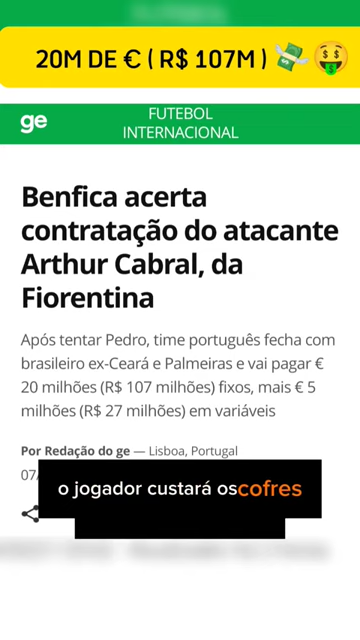 20M DE € ( R$ 107M ) 💸 🤑
ge
FUTEBOL
INTERNACIONAL
Benfica acerta
contratação do atacante
Arthur Cabral, da
Fiorentina
Após tentar Pedro, time português fecha com
brasileiro ex-Ceará e Palmeiras e vai pagar €
20 milhões (R$ 107 milhões) fixos, mais € 5
milhões (R$ 27 milhões) em variáveis
Por Redação do ge — Lisboa, Portugal
07/
o jogador custará os cofres